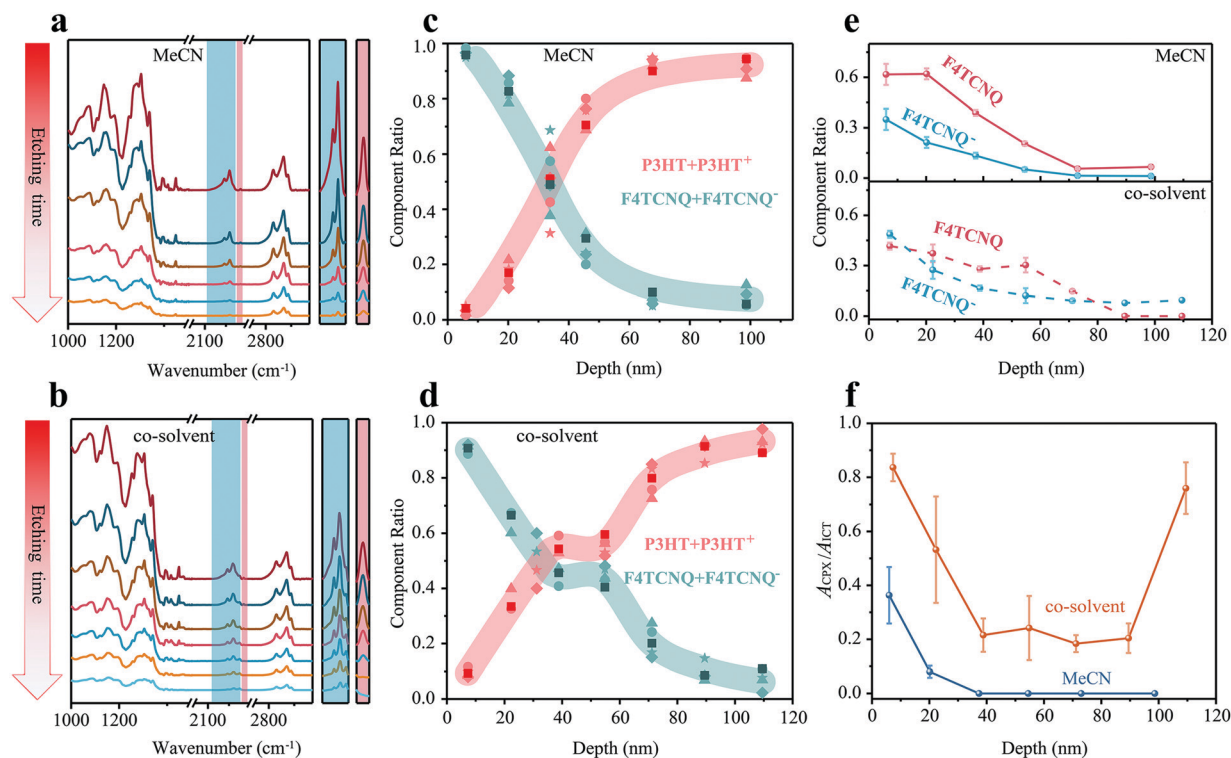 a
MeCN
Etching time
1000 1200 2100 2800
Wavenumber (cm⁻¹)
b
co-solvent
Etching time
1000 1200 2100 2800
Wavenumber (cm⁻¹)
c
MeCN
1.0
0.8
0.6
0.4
0.2
0.0
Component Ratio
P3HT+P3HT⁺
F4TCNQ+F4TCNQ⁻
0 20 40 60 80 100 120
Depth (nm)
d
co-solvent
1.0
0.8
0.6
0.4
0.2
0.0
Component Ratio
P3HT+P3HT⁺
F4TCNQ+F4TCNQ⁻
0 20 40 60 80 100 120
Depth (nm)
e
MeCN
0.6
0.3
0.0
F4TCNQ
F4TCNQ⁻
Component Ratio
co-solvent
0.6
0.3
0.0
F4TCNQ
F4TCNQ⁻
0 20 40 60 80 100 120
Depth (nm)
f
1.0
0.8
0.6
0.4
0.2
0.0
ACPX/AICT
co-solvent
MeCN
0 20 40 60 80 100 120
Depth (nm)